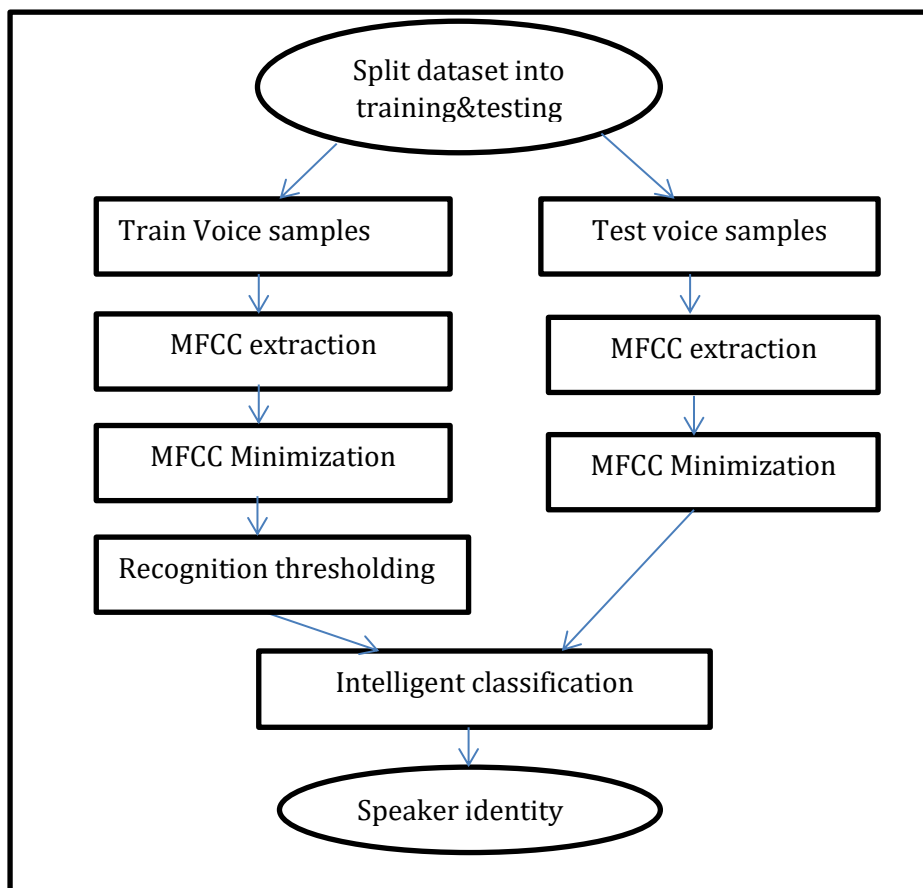 Split dataset into
training&testing
Train Voice samples
Test voice samples
MFCC extraction
MFCC extraction
MFCC Minimization
MFCC Minimization
Recognition thresholding
Intelligent classification
Speaker identity